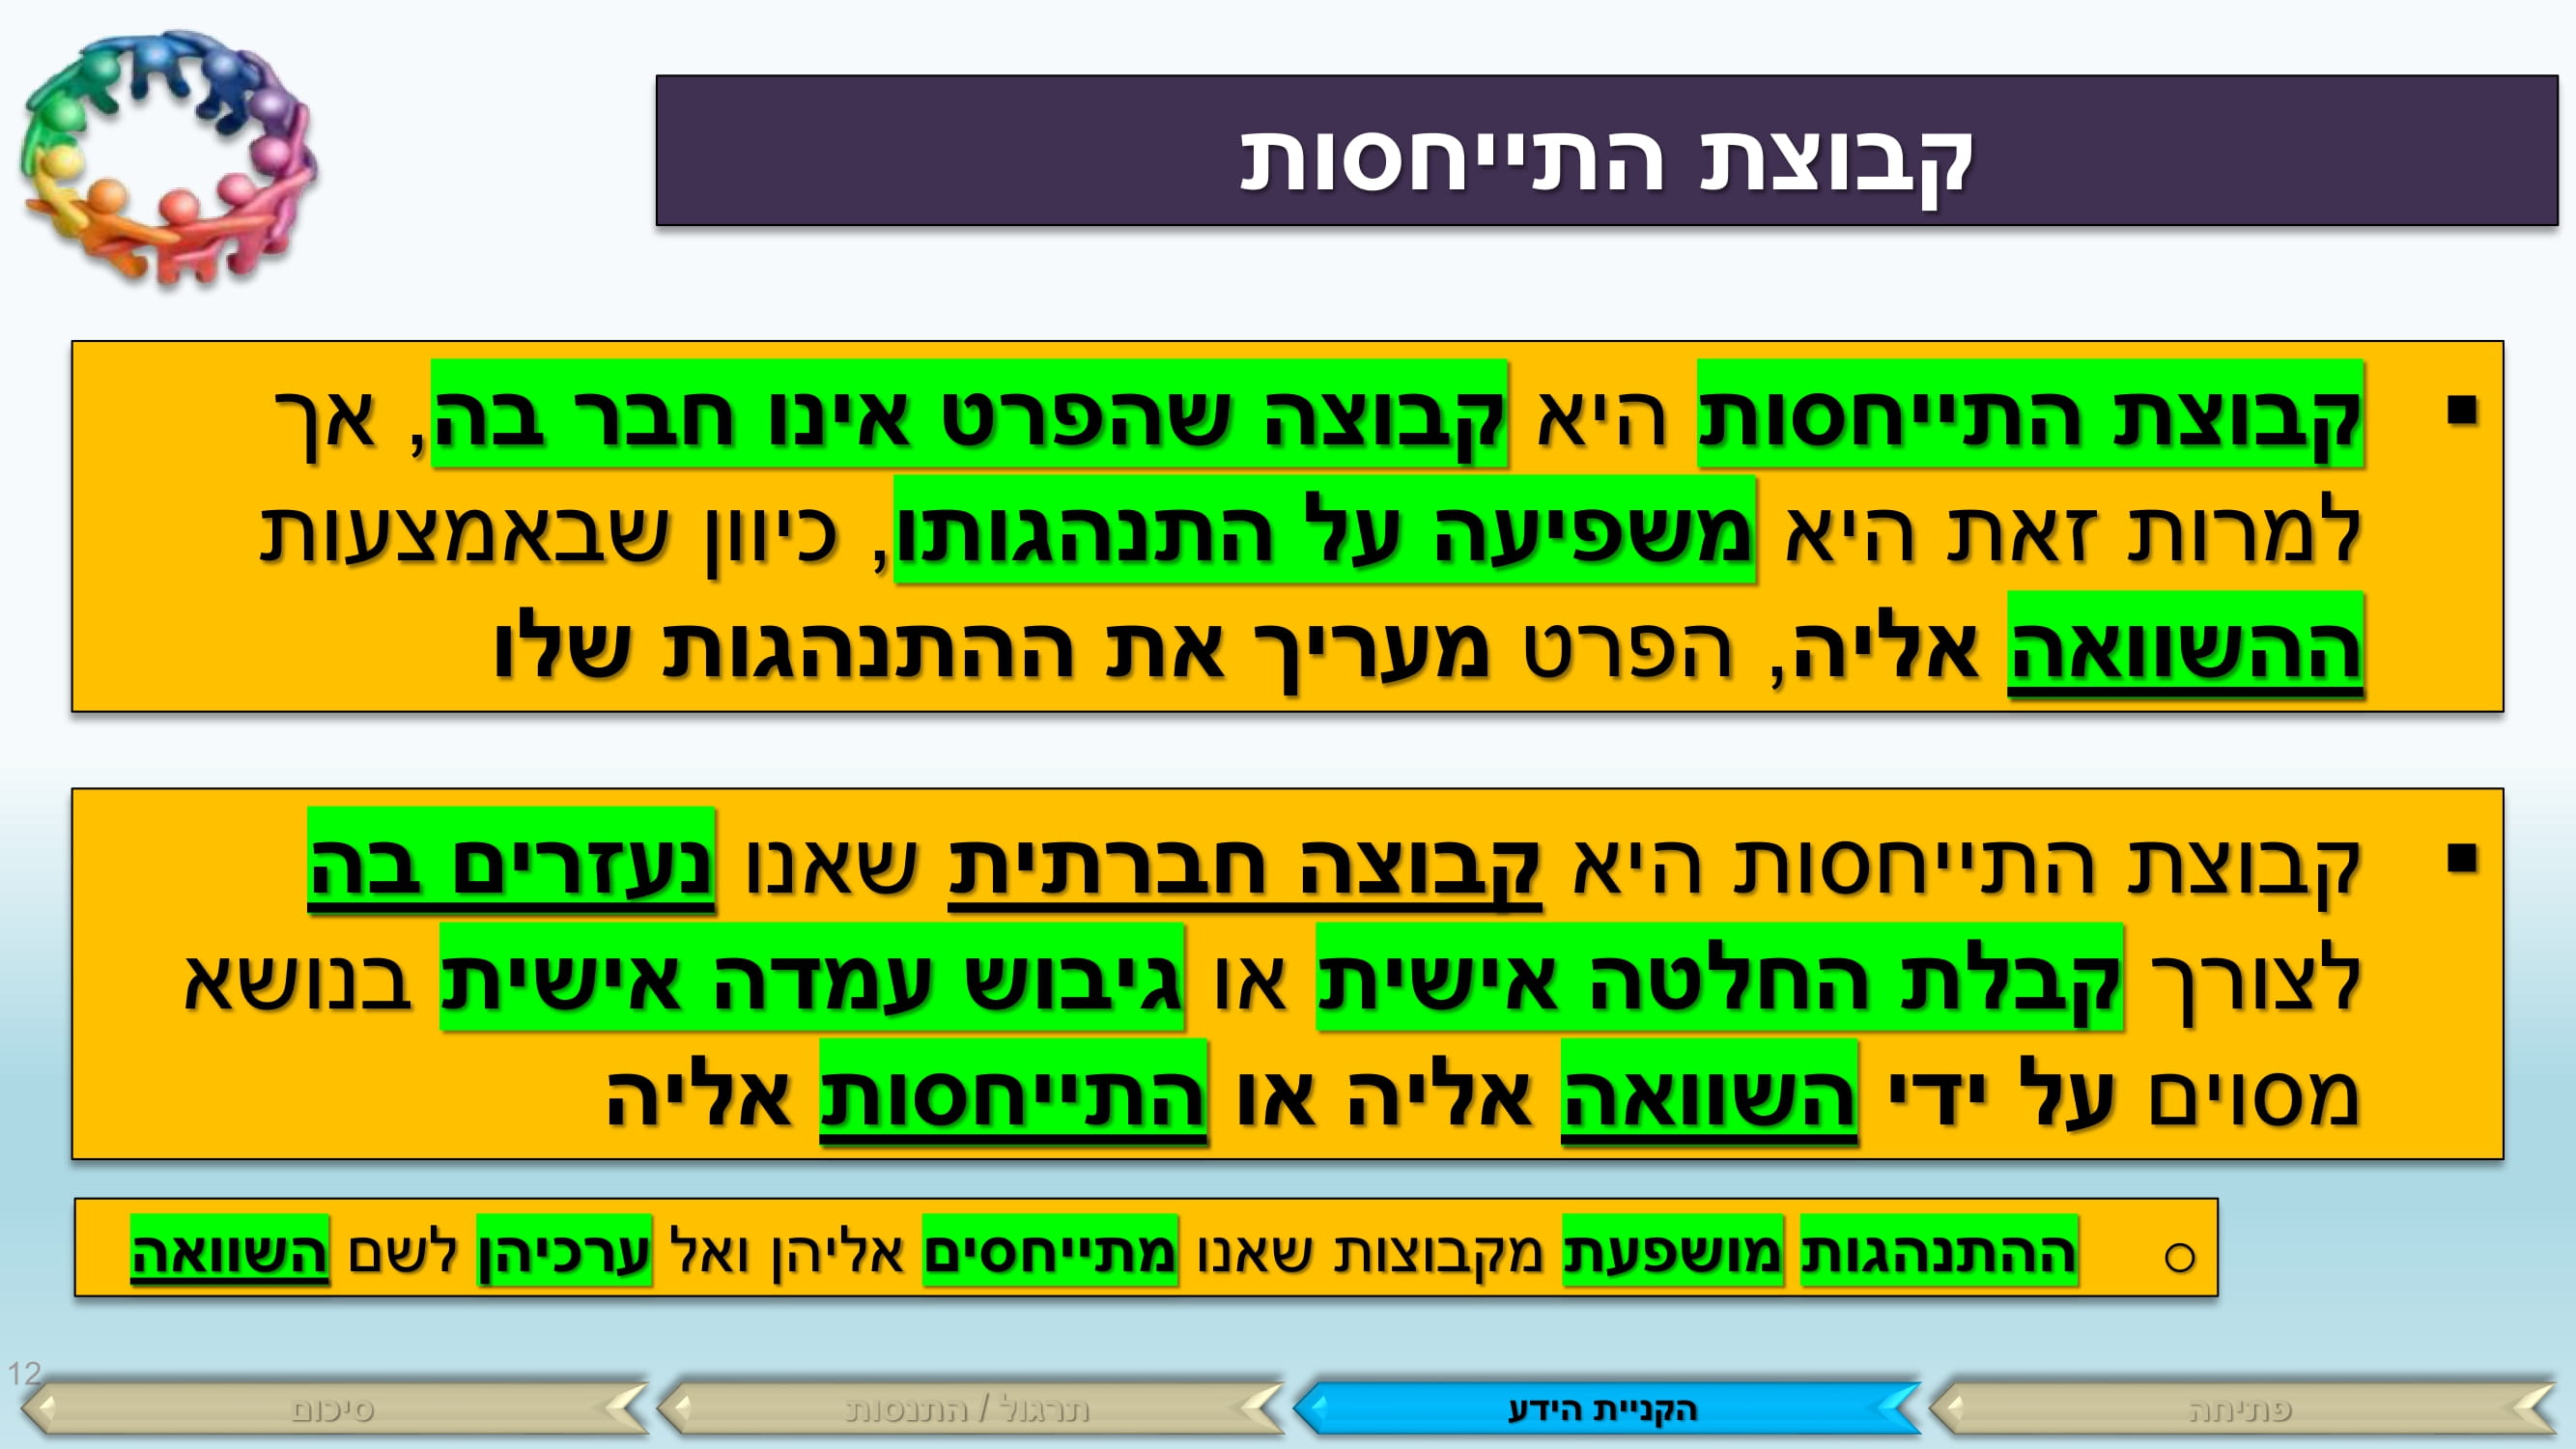 קבוצת התייחסות
▪ קבוצת התייחסות היא קבוצה שהפרט אינו חבר בה, אך
למרות זאת היא משפיעה על התנהגותו, כיוון שבאמצעות
ההשוואה אליה, הפרט מעריך את ההתנהגות שלו
▪ קבוצת התייחסות היא קבוצה חברתית שאנו נעזרים בה
לצורך קבלת החלטה אישית או גיבוש עמדה אישית בנושא
מסוים על ידי השוואה אליה או התייחסות אליה
o ההתנהגות מושפעת מקבוצות שאנו מתייחסים אליהן ואל ערכיהן לשם השוואה
12
פתיחה
הקניית הידע
תרגול / התנסות
סיכום